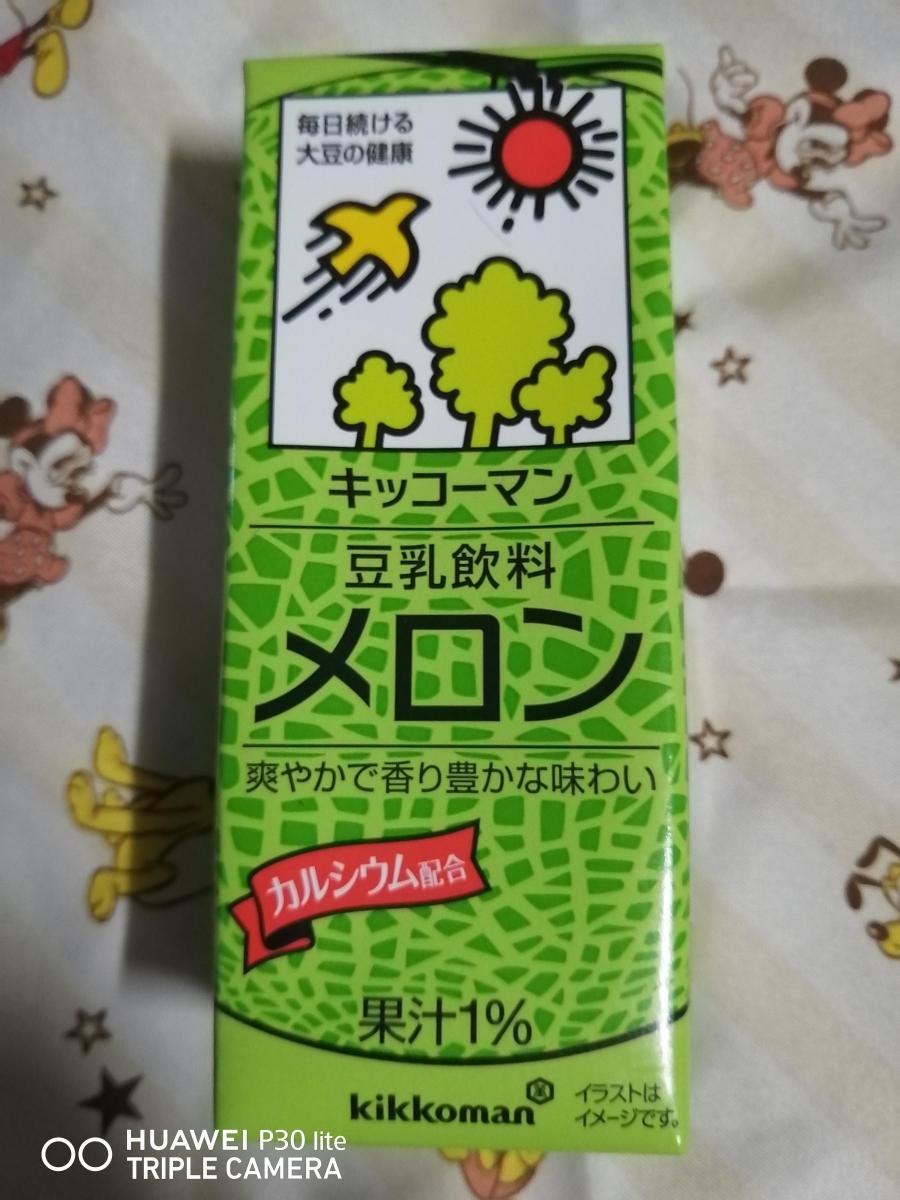 毎日続ける
大豆の健康
キッコーマン
豆乳飲料
メロン
爽やかで香り豊かな味わい
カルシウム配合
果汁1%
kikkoman
イラストは
イメージです。
HUAWEI P30 lite
TRIPLE CAMERA